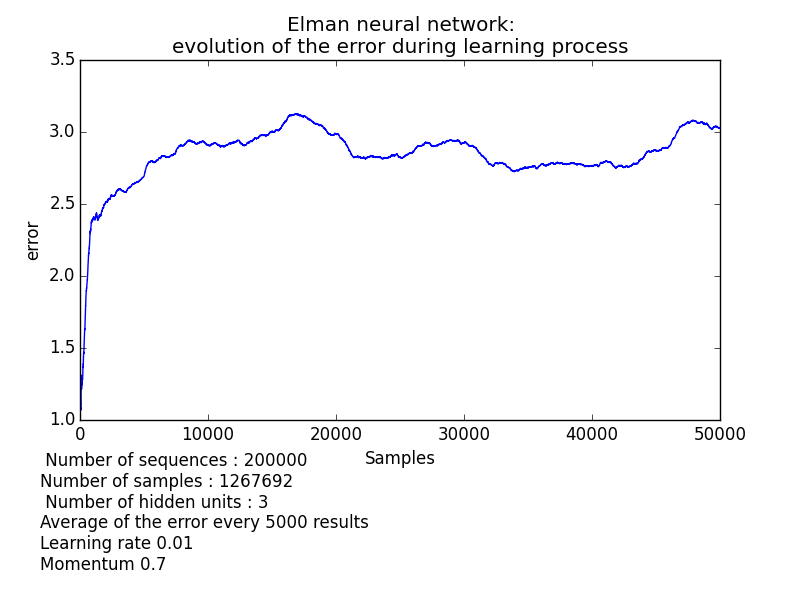 Elman neural network:
evolution of the error during learning process
3.5
3.0
2.5
2.0
1.5
1.0
error
0 10000 20000 30000 40000 50000
Samples
Number of sequences : 200000
Number of samples : 1267692
Number of hidden units : 3
Average of the error every 5000 results
Learning rate 0.01
Momentum 0.7